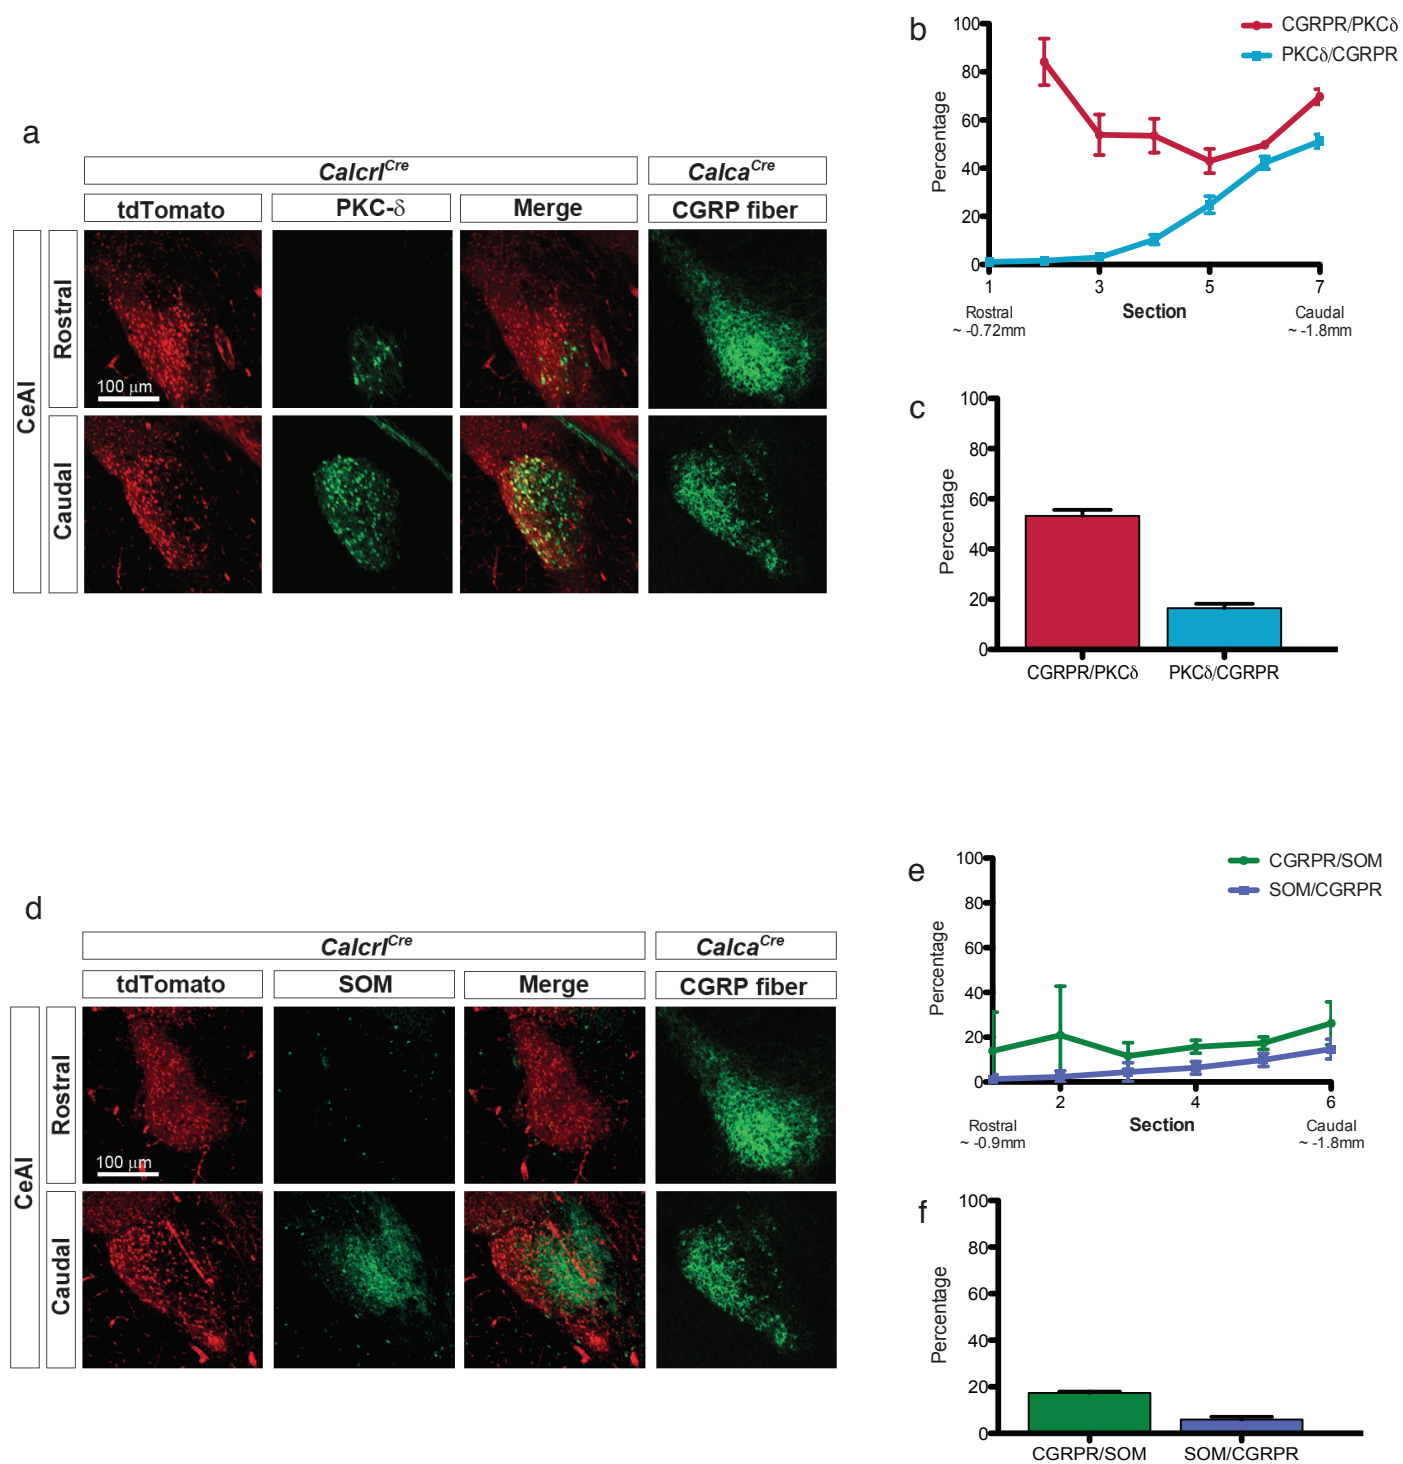 a
Calcrl^Cre
Calca^Cre
tdTomato
PKC-δ
Merge
CGRP fiber
CeAl
Rostral
100 μm
Caudal
b
100
80
60
40
20
0
Percentage
CGRPR/PKCδ
PKCδ/CGRPR
1
3
5
7
Rostral
~ -0.72mm
Section
Caudal
~ -1.8mm
c
100
80
60
40
20
0
Percentage
CGRPR/PKCδ
PKCδ/CGRPR
d
Calcrl^Cre
Calca^Cre
tdTomato
SOM
Merge
CGRP fiber
CeAl
Rostral
100 μm
Caudal
e
100
80
60
40
20
0
Percentage
CGRPR/SOM
SOM/CGRPR
2
4
6
Rostral
~ -0.9mm
Section
Caudal
~ -1.8mm
f
100
80
60
40
20
0
Percentage
CGRPR/SOM
SOM/CGRPR